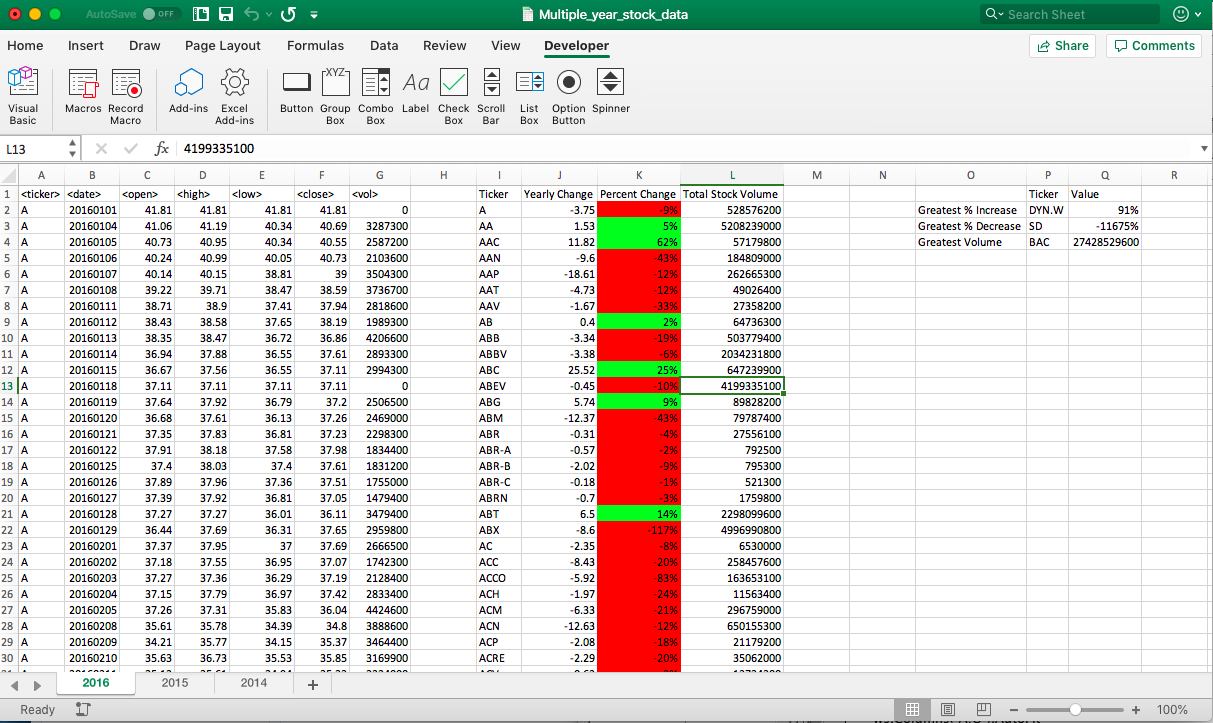 AutoSave OFF Multiple_year_stock_data Search Sheet
Home Insert Draw Page Layout Formulas Data Review View Developer Share Comments
XYZ Aa
Visual Basic Macros Record Macro Add-ins Excel Add-ins Button Group Box Combo Box Label Check Box Scroll Bar List Box Option Button Spinner
L13 fx 4199335100
A B C D E F G H I J K L M N O P Q R
1 <ticker> <date> <open> <high> <low> <close> <vol> Ticker Yearly Change Percent Change Total Stock Volume Ticker Value
2 A 20160101 41.81 41.81 41.81 41.81 0 A -3.75 -9% 528576200 Greatest % Increase DYN.W 91%
3 A 20160104 41.06 41.19 40.34 40.69 3287300 AA 1.53 5% 5208239000 Greatest % Decrease SD -11675%
4 A 20160105 40.73 40.95 40.34 40.55 2587200 AAC 11.82 62% 57179800 Greatest Volume BAC 27428529600
5 A 20160106 40.24 40.99 40.05 40.73 2103600 AAN -9.6 -43% 184809000
6 A 20160107 40.14 40.15 38.81 39 3504300 AAP -18.61 -12% 262665300
7 A 20160108 39.22 39.71 38.47 38.59 3736700 AAT -4.73 -12% 49026400
8 A 20160111 38.71 38.9 37.41 37.94 2818600 AAV -1.67 -33% 27358200
9 A 20160112 38.43 38.58 37.65 38.19 1989300 AB 0.4 2% 64736300
10 A 20160113 38.35 38.47 36.72 36.86 4206600 ABB -3.34 -19% 503779400
11 A 20160114 36.94 37.88 36.55 37.61 2893300 ABBV -3.38 -6% 2034231800
12 A 20160115 36.67 37.56 36.55 37.11 2994300 ABC 25.52 25% 647239900
13 A 20160118 37.11 37.11 37.11 37.11 0 ABEV -0.45 -10% 4199335100
14 A 20160119 37.64 37.92 36.79 37.2 2506500 ABG 5.74 9% 89828200
15 A 20160120 36.68 37.61 36.13 37.26 2469000 ABM -12.37 -43% 79787400
16 A 20160121 37.35 37.83 36.81 37.23 2298300 ABR -0.31 -4% 27556100
17 A 20160122 37.91 38.18 37.58 37.98 1834400 ABR-A -0.57 -2% 792500
18 A 20160125 37.4 38.03 37.4 37.61 1831200 ABR-B -2.02 -9% 795300
19 A 20160126 37.89 37.96 37.36 37.51 1755000 ABR-C -0.18 -1% 521300
20 A 20160127 37.39 37.92 36.81 37.05 1479400 ABRN -0.7 -3% 1759800
21 A 20160128 37.27 37.27 36.01 36.11 3479400 ABT 6.5 14% 2298099600
22 A 20160129 36.44 37.69 36.31 37.65 2959800 ABX -8.6 -117% 4996990800
23 A 20160201 37.37 37.95 37 37.69 2666500 AC -2.35 -8% 6530000
24 A 20160202 37.18 37.55 36.95 37.07 1742300 ACC -8.43 -20% 258457600
25 A 20160203 37.27 37.36 36.28 37.19 2128400 ACCO -5.92 -83% 163653100
26 A 20160204 37.15 37.79 36.97 37.42 2833400 ACH -1.97 -24% 11563400
27 A 20160205 37.26 37.31 35.83 36.04 4424600 ACM -6.33 -21% 296759000
28 A 20160208 35.61 35.78 34.39 34.8 3888600 ACN -12.63 -12% 650155300
29 A 20160209 34.21 35.77 34.15 35.37 3464400 ACP -2.08 -18% 21179200
30 A 20160210 35.63 36.73 35.53 35.85 3169900 ACRE -2.29 -20% 35062000
2016 2015 2014 +
Ready 100%